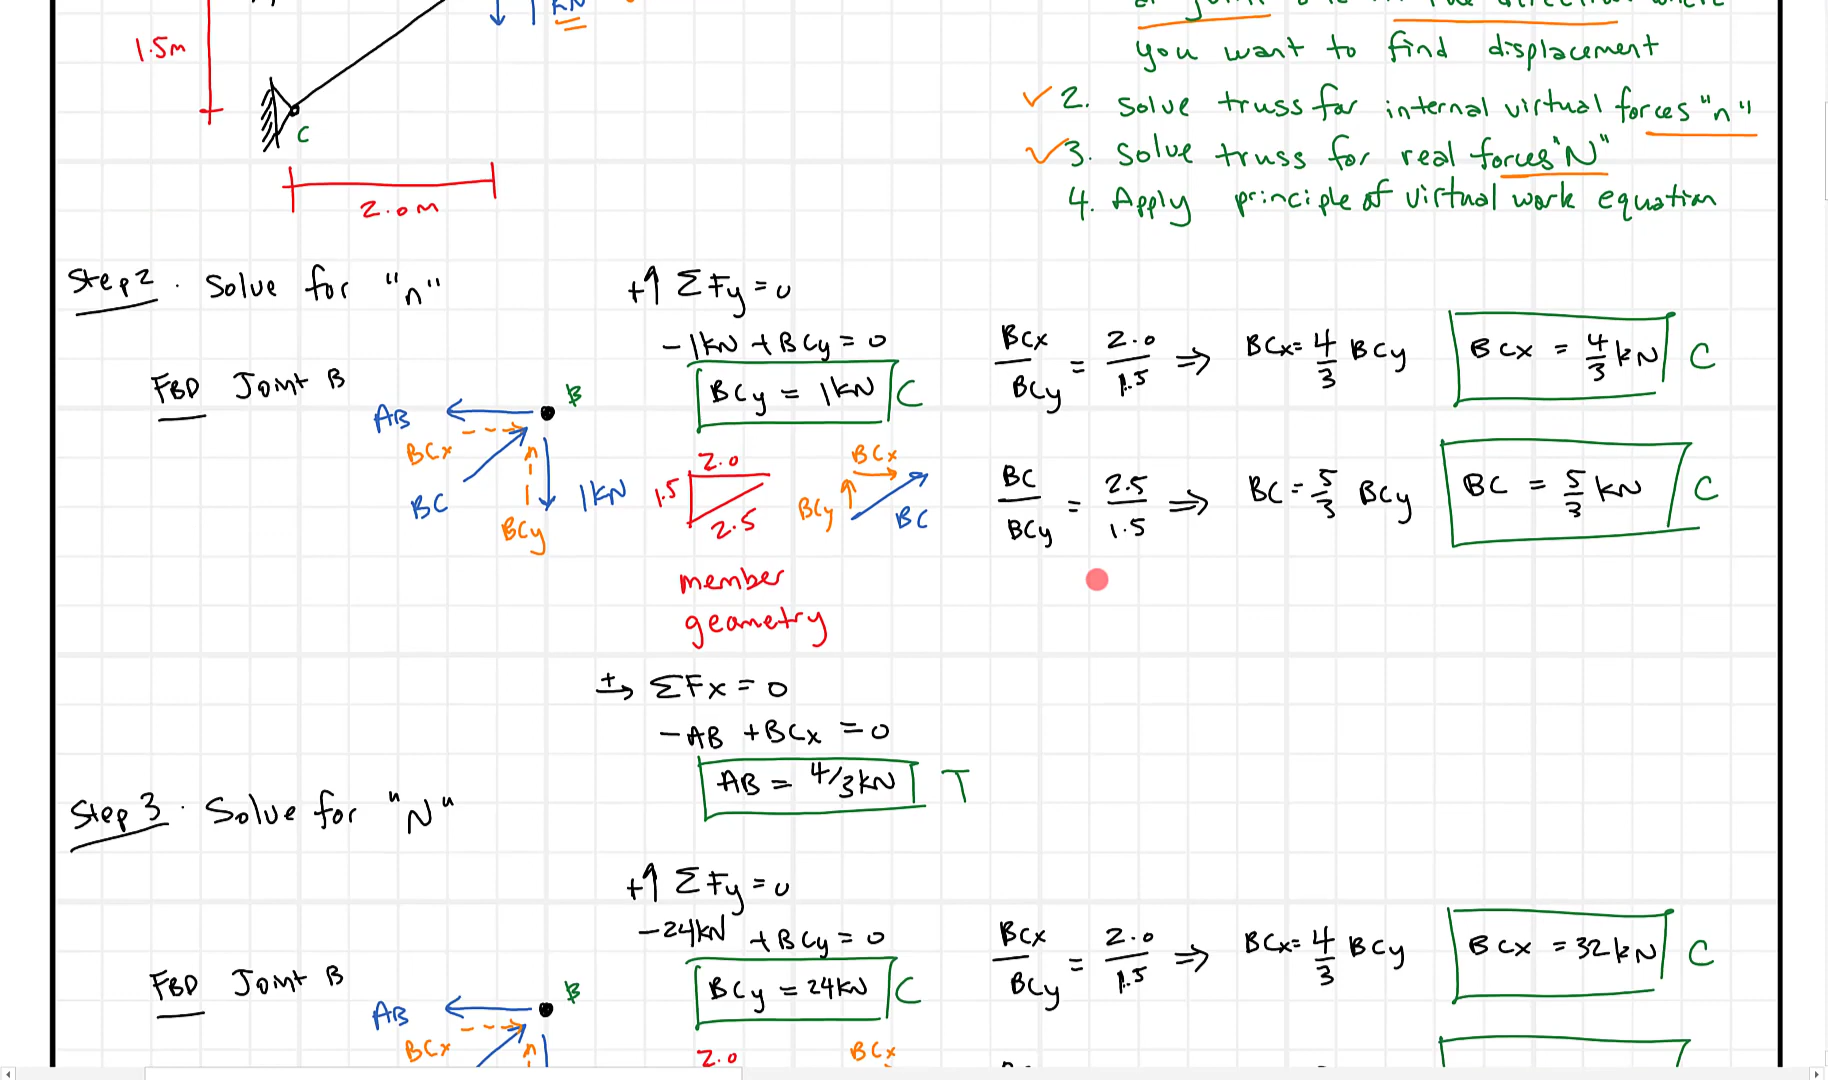 1 kN
1.5m
C
2.0m
you want to find displacement
✓ 2. Solve truss for internal virtual forces "n"
✓ 3. Solve truss for real forces "N"
4. Apply principle of virtual work equation
Step 2. Solve for "n"
FBD Joint B
AB
B
BCx
BC
BCy
1kN
+↑ ΣFy = 0
-1kN + BCy = 0
BCy = 1kN C
2.0
1.5
2.5
member
geometry
BCx
BCy
BC
BCx/BCy = 2.0/1.5 ⇒ BCx = 4/3 BCy
BCx = 4/3 kN C
BC/BCy = 2.5/1.5 ⇒ BC = 5/3 BCy
BC = 5/3 kN C
+→ ΣFx = 0
-AB + BCx = 0
AB = 4/3 kN T
Step 3. Solve for "N"
FBD Joint B
AB
B
BCx
+↑ ΣFy = 0
-24kN + BCy = 0
BCy = 24kN C
2.0
BCx
BCx/BCy = 2.0/1.5 ⇒ BCx = 4/3 BCy
BCx = 32kN C